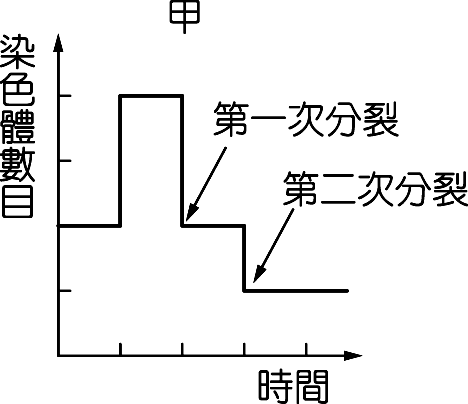 甲
染色體數目
第一次分裂
第二次分裂
時間